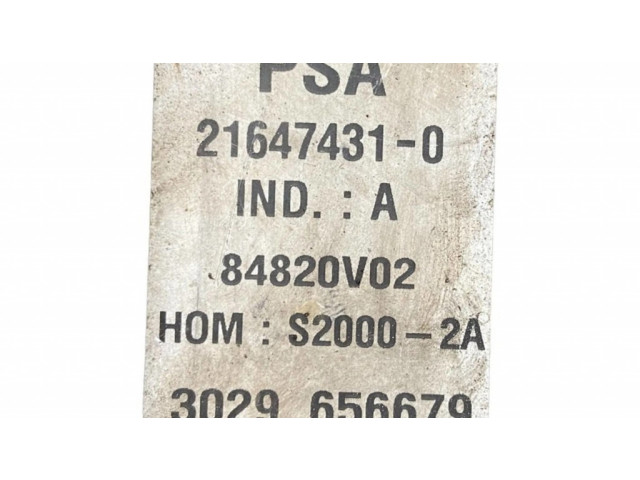 PSA
21647431-0
IND. : A
84820V02
HOM : S2000-2A
3029 656679